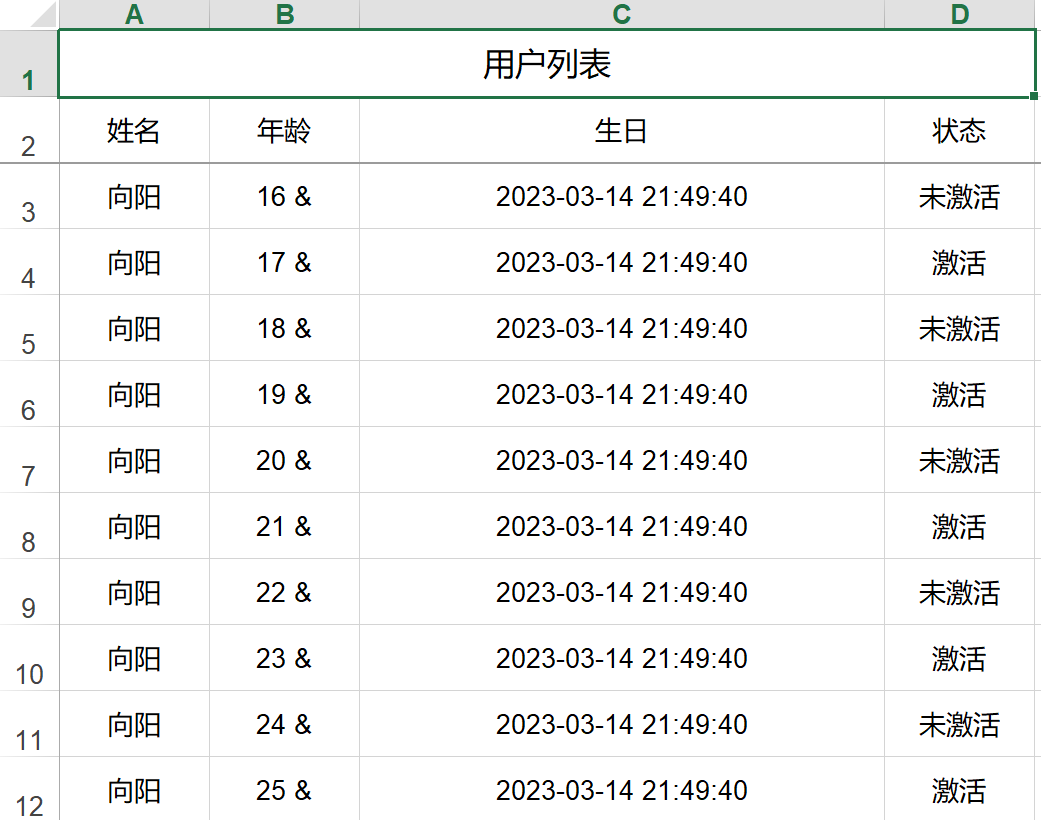 A B C D
1 用户列表
2 姓名 年龄 生日 状态
3 向阳 16 & 2023-03-14 21:49:40 未激活
4 向阳 17 & 2023-03-14 21:49:40 激活
5 向阳 18 & 2023-03-14 21:49:40 未激活
6 向阳 19 & 2023-03-14 21:49:40 激活
7 向阳 20 & 2023-03-14 21:49:40 未激活
8 向阳 21 & 2023-03-14 21:49:40 激活
9 向阳 22 & 2023-03-14 21:49:40 未激活
10 向阳 23 & 2023-03-14 21:49:40 激活
11 向阳 24 & 2023-03-14 21:49:40 未激活
12 向阳 25 & 2023-03-14 21:49:40 激活